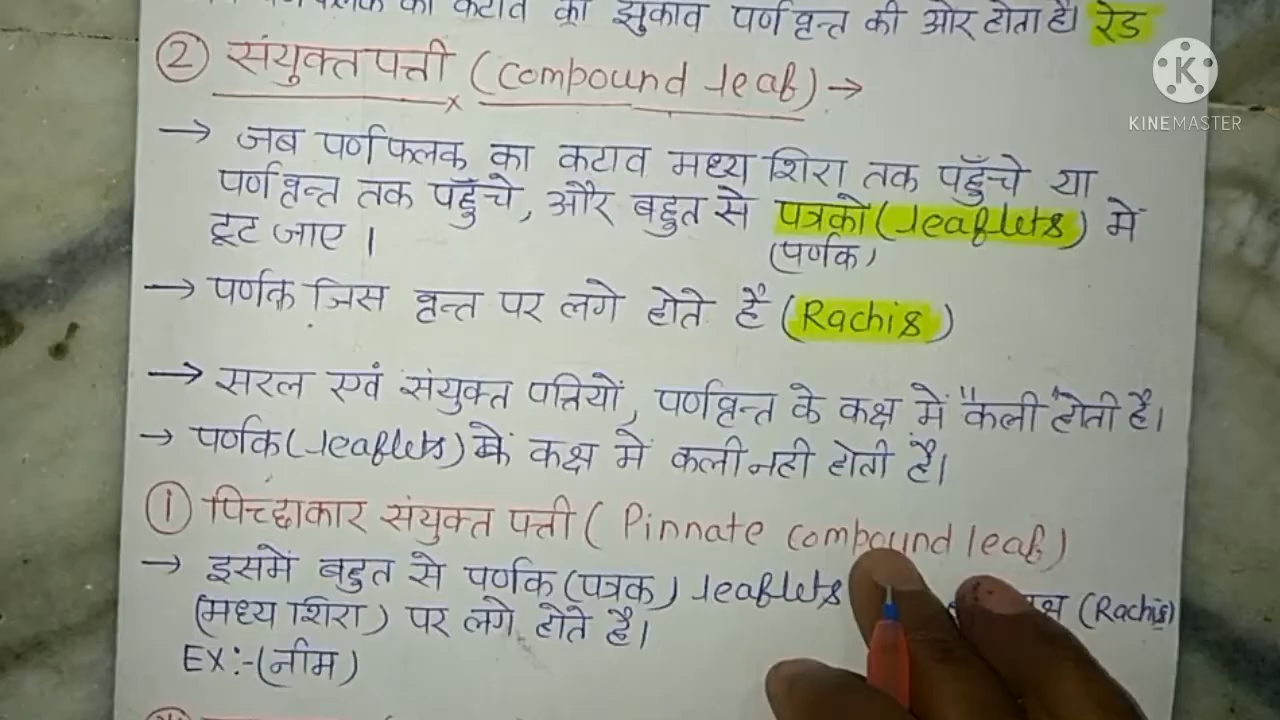 का कटाव का झुकाव पर्णवृन्त की ओर होता है। रेड
② संयुक्त पत्ती (Compound leaf) →
→ जब पर्णफलक का कटाव मध्य शिरा तक पहुँचे या
पर्णवृन्त तक पहुँचे, और बहुत से पत्रको (leaflets) में
टूट जाए। (पर्णक)
→ पर्णक जिस वृन्त पर लगे होते है (Rachis)
→ सरल एवं संयुक्त पत्तियों, पर्णवृन्त के कक्ष में "कली" होती है।
→ पर्णक (leaflets) के कक्ष में कली नही होती है।
① पिच्छाकार संयुक्त पत्ती (Pinnate compound leaf)
→ इसमें बहुत से पर्णक (पत्रक) leaflets (Rachis)
(मध्य शिरा) पर लगे होते है।
EX:-(नीम)
KINEMASTER